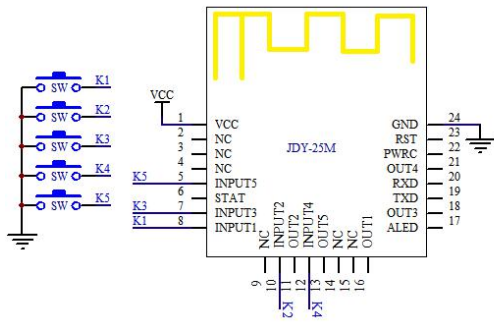 K1
SW
K2
SW
K3
SW
K4
SW
K5
SW
VCC
JDY-25M
1 VCC
2 NC
3 NC
4 NC
K5 5 INPUT5
6 STAT
K3 7 INPUT3
K1 8 INPUT1
GND 24
RST 23
PWRC 22
OUT4 21
RXD 20
TXD 19
OUT3 18
ALED 17
NC 9
INPUT2 10 K2
OUT2 11
INPUT4 12 K4
OUT5 13
NC 14
NC 15
OUT1 16